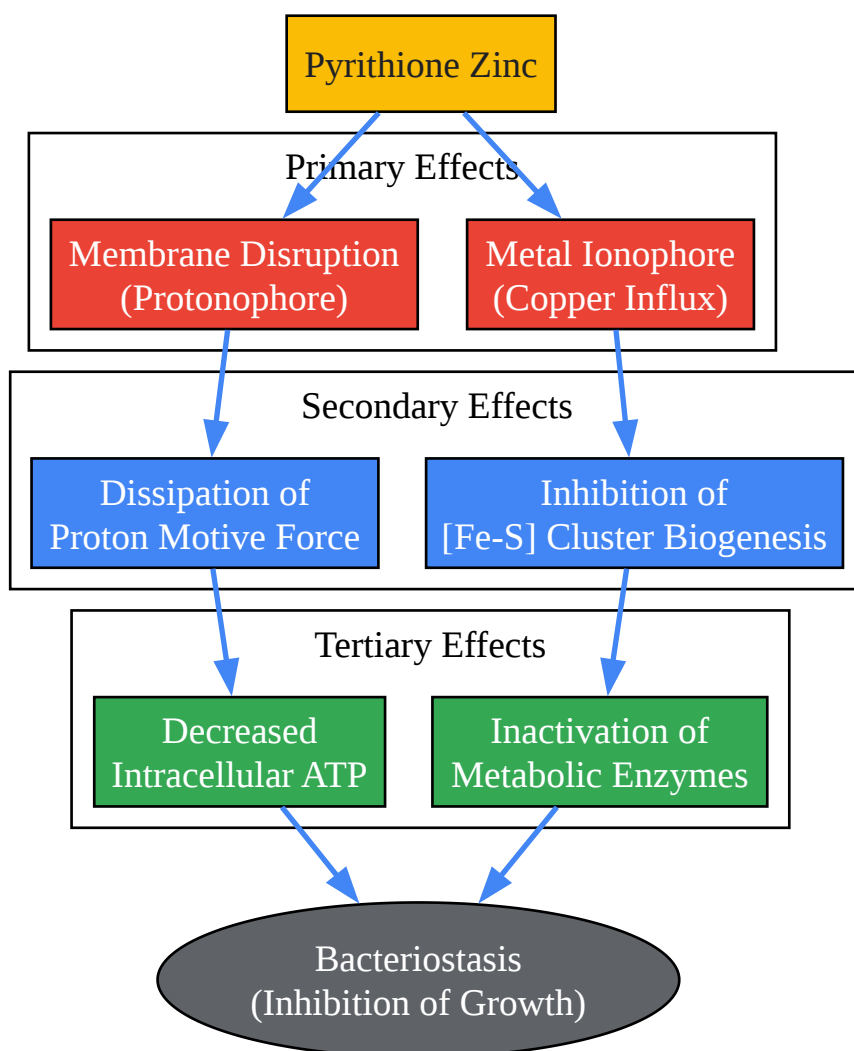 Pyrithione Zinc
Primary Effects
Membrane Disruption
(Protonophore)
Metal Ionophore
(Copper Influx)
Secondary Effects
Dissipation of
Proton Motive Force
Inhibition of
[Fe-S] Cluster Biogenesis
Tertiary Effects
Decreased
Intracellular ATP
Inactivation of
Metabolic Enzymes
Bacteriostasis
(Inhibition of Growth)